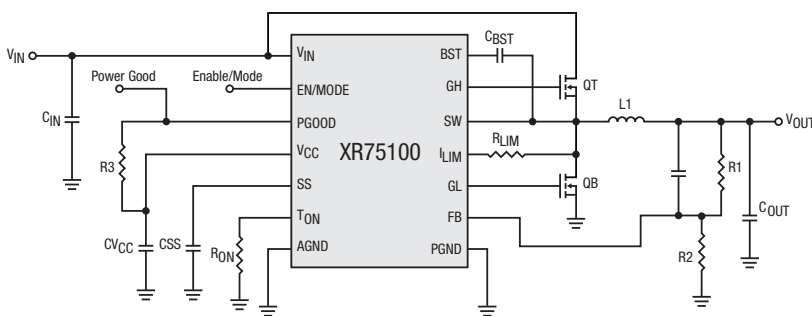 VIN
Power Good
Enable/Mode
CIN
R3
CVCC
CSS
RON
VIN
EN/MODE
PGOOD
VCC
SS
TON
AGND
XR75100
BST
GH
SW
ILIM
GL
FB
PGND
CBST
QT
L1
RLIM
QB
VOUT
R1
COUT
R2